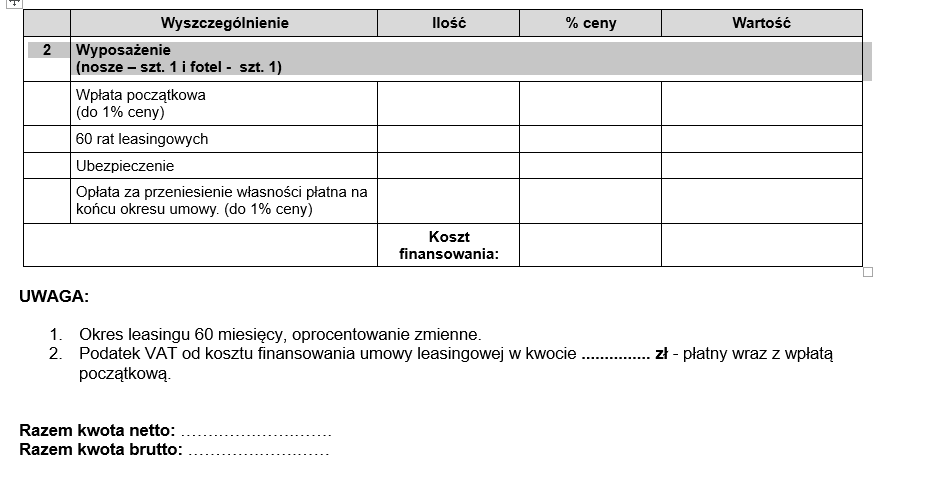 Wyszczególnienie Ilość % ceny Wartość
2 Wyposażenie
(nosze – szt. 1 i fotel - szt. 1)
Wpłata początkowa
(do 1% ceny)
60 rat leasingowych
Ubezpieczenie
Opłata za przeniesienie własności płatna na
końcu okresu umowy. (do 1% ceny)
Koszt
finansowania:
UWAGA:
1. Okres leasingu 60 miesięcy, oprocentowanie zmienne.
2. Podatek VAT od kosztu finansowania umowy leasingowej w kwocie ............... zł - płatny wraz z wpłatą
początkową.
Razem kwota netto: ………………………
Razem kwota brutto: …………………….